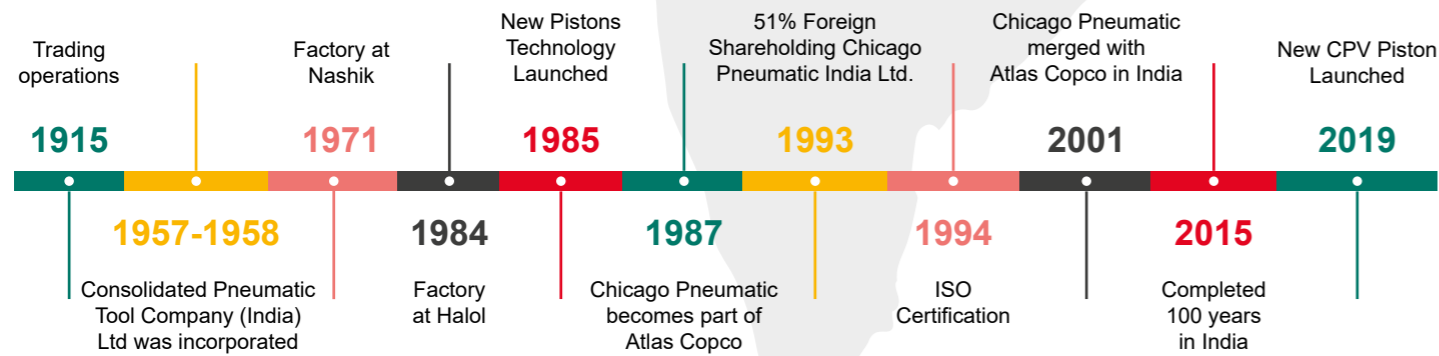 Trading
operations
1915
1957-1958
Consolidated Pneumatic
Tool Company (India)
Ltd was incorporated
Factory at
Nashik
1971
1984
Factory
at Halol
New Pistons
Technology
Launched
1985
1987
Chicago Pneumatic
becomes part of
Atlas Copco
51% Foreign
Shareholding Chicago
Pneumatic India Ltd.
1993
1994
ISO
Certification
Chicago Pneumatic
merged with
Atlas Copco in India
2001
2015
Completed
100 years
in India
New CPV Piston
Launched
2019